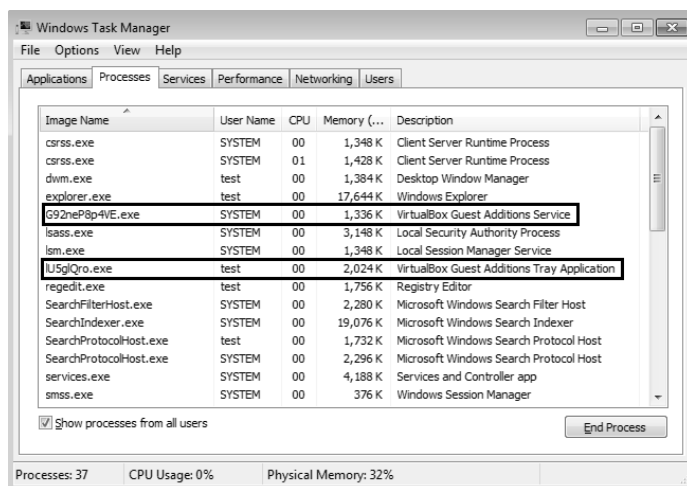 Windows Task Manager
File Options View Help
Applications Processes Services Performance Networking Users
Image Name User Name CPU Memory (... Description
csrss.exe SYSTEM 00 1,348 K Client Server Runtime Process
csrss.exe SYSTEM 01 1,428 K Client Server Runtime Process
dwm.exe test 00 1,384 K Desktop Window Manager
explorer.exe test 00 17,644 K Windows Explorer
G92neP8p4VE.exe SYSTEM 00 1,336 K VirtualBox Guest Additions Service
lsass.exe SYSTEM 00 3,148 K Local Security Authority Process
lsm.exe SYSTEM 00 1,348 K Local Session Manager Service
lU5glQro.exe test 00 2,024 K VirtualBox Guest Additions Tray Application
regedit.exe test 00 1,756 K Registry Editor
SearchFilterHost.exe SYSTEM 00 2,280 K Microsoft Windows Search Filter Host
SearchIndexer.exe SYSTEM 00 19,076 K Microsoft Windows Search Indexer
SearchProtocolHost.exe test 00 1,732 K Microsoft Windows Search Protocol Host
SearchProtocolHost.exe SYSTEM 00 2,296 K Microsoft Windows Search Protocol Host
services.exe SYSTEM 00 4,188 K Services and Controller app
smss.exe SYSTEM 00 376 K Windows Session Manager
Show processes from all users
End Process
Processes: 37 CPU Usage: 0% Physical Memory: 32%